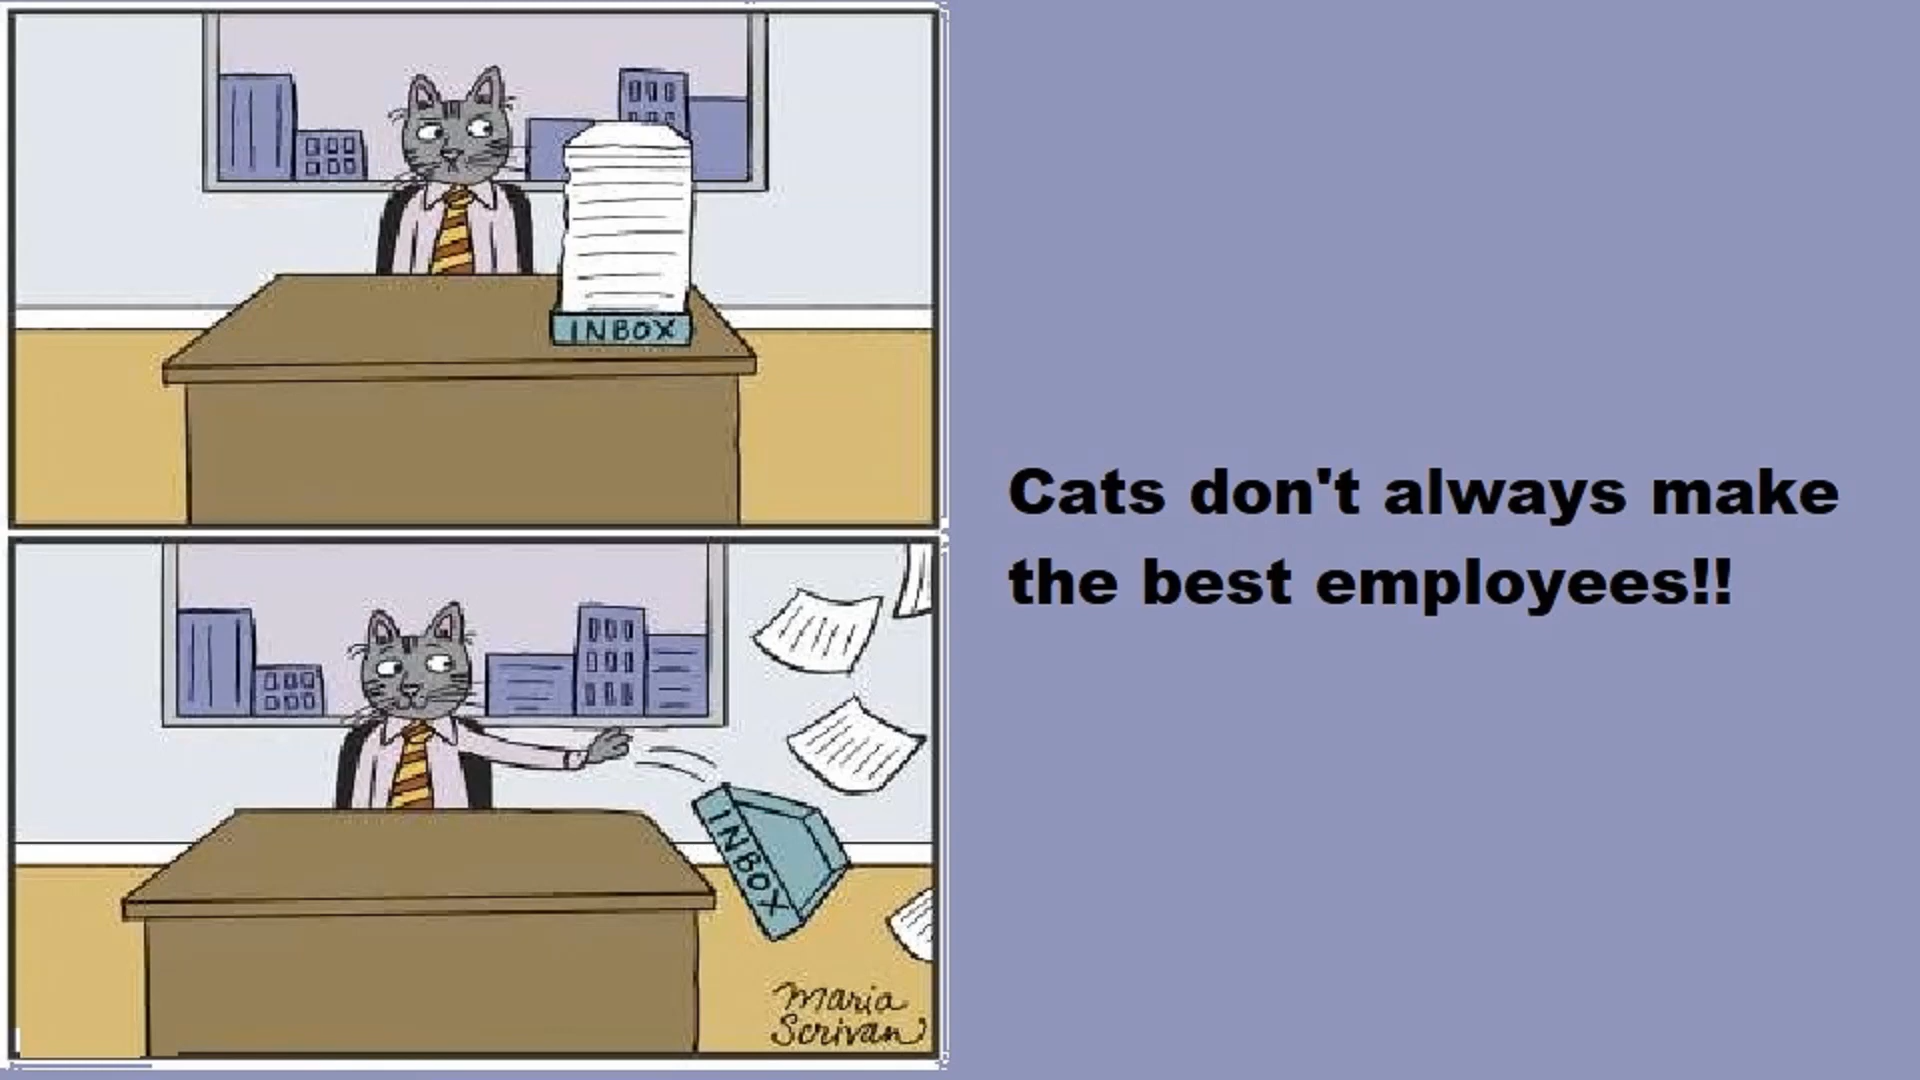 INBOX
INBOX
Maria
Scrivan
Cats don't always make
the best employees!!